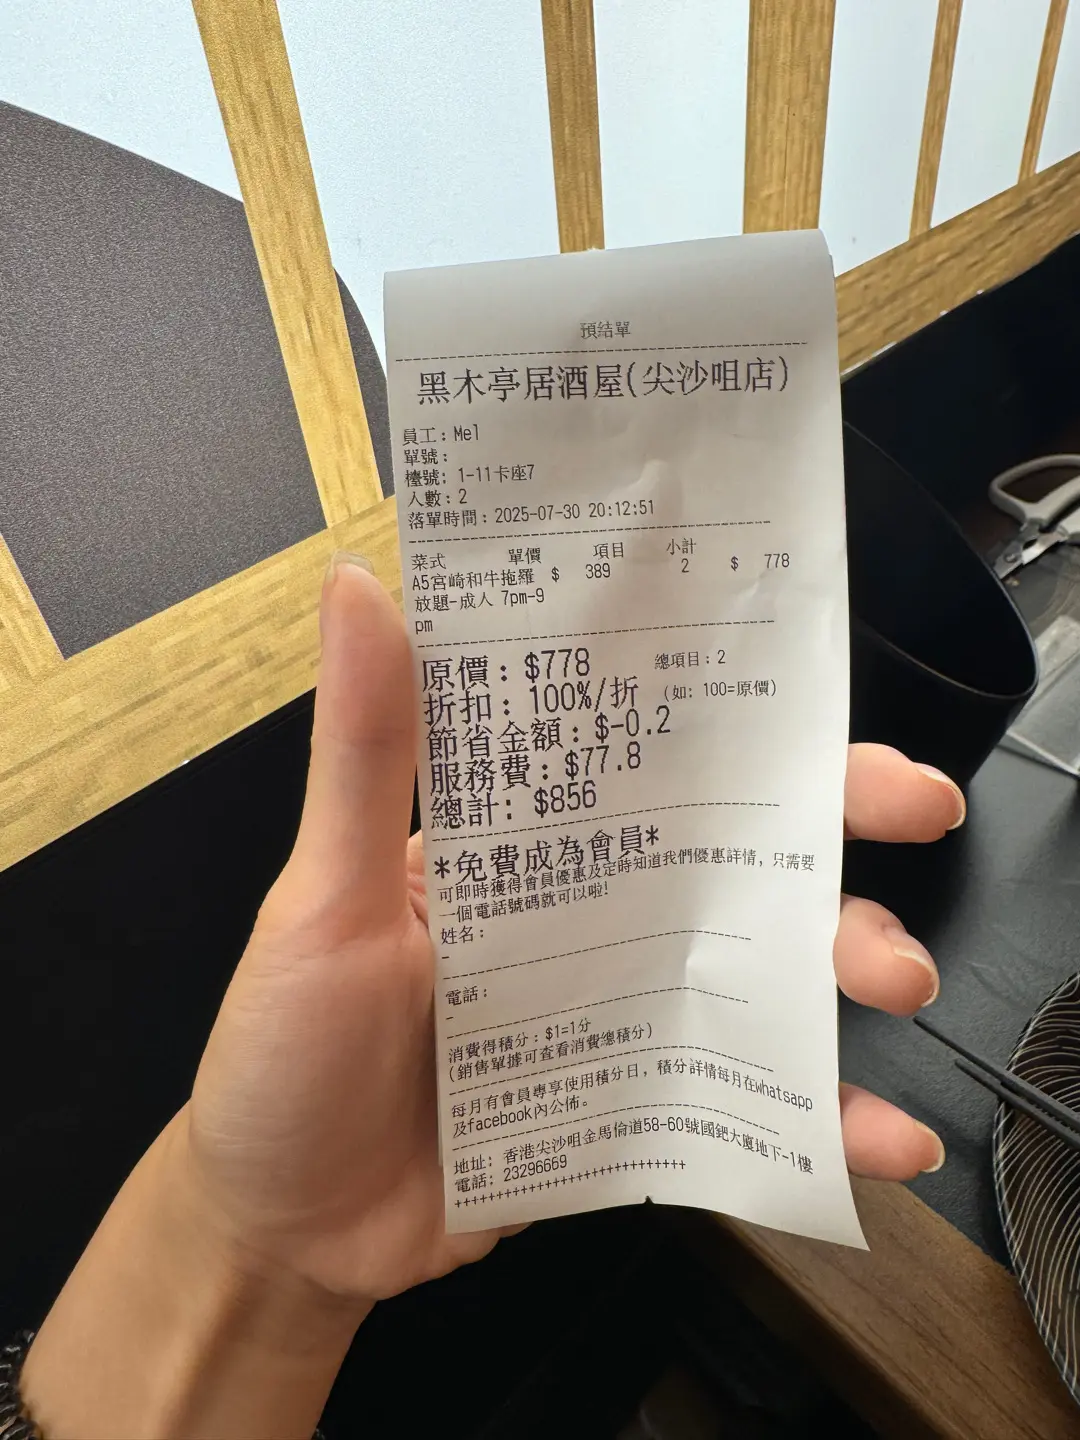 預结單
黑木亭居酒屋(尖沙咀店)
員工: Mel
單號:
檯號: 1-11卡座7
人數: 2
落單時間: 2025-07-30 20:12:51
菜式 單價 項目 小計
A5宮崎和牛拖羅 $ 389 2 $ 778
放題-成人 7pm-9
pm
原價: $778 總項目: 2
折扣: 100%/折 (如: 100=原價)
節省金額: $-0.2
服務費: $77.8
總計: $856
*免費成為會員*
可即時獲得會員優惠及定時知道我們優惠詳情, 只需要
一個電話號碼就可以啦!
姓名:
-
電話:
-
消費得積分: $1=1分
(銷售單據可查看消費總積分)
每月有會員專享使用積分日, 積分詳情每月在whatsapp
及facebook內公佈。
地址: 香港尖沙咀金馬倫道58-60號國鈀大廈地下-1樓
電話: 23296669
++++++++++++++++++++++++++++